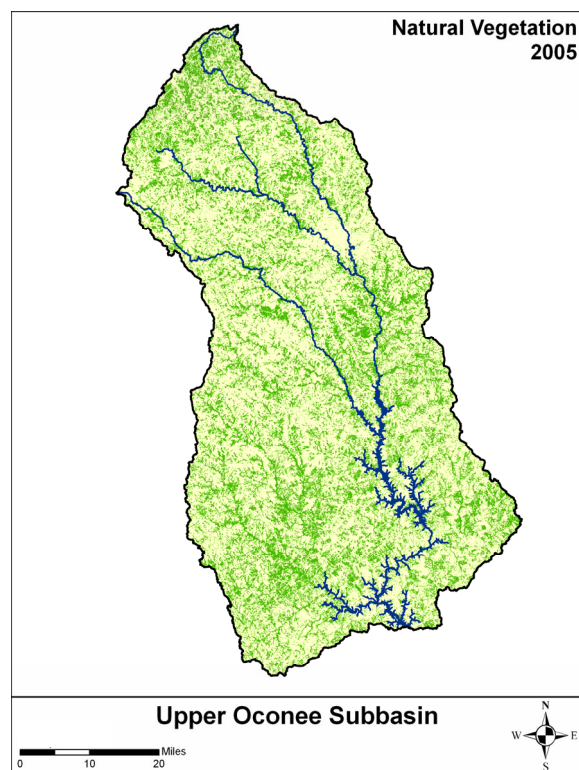 Natural Vegetation
2005
Upper Oconee Subbasin
N
W E
S
Miles
0 10 20